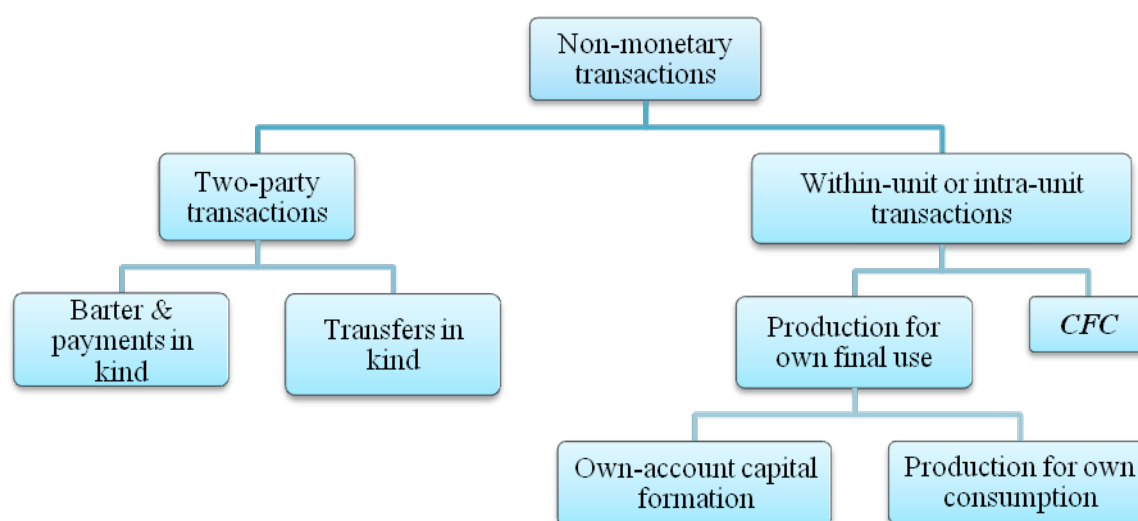 Non-monetary
transactions
Two-party
transactions
Within-unit or intra-unit
transactions
Barter &
payments in
kind
Transfers in
kind
Production for
own final use
CFC
Own-account capital
formation
Production for own
consumption